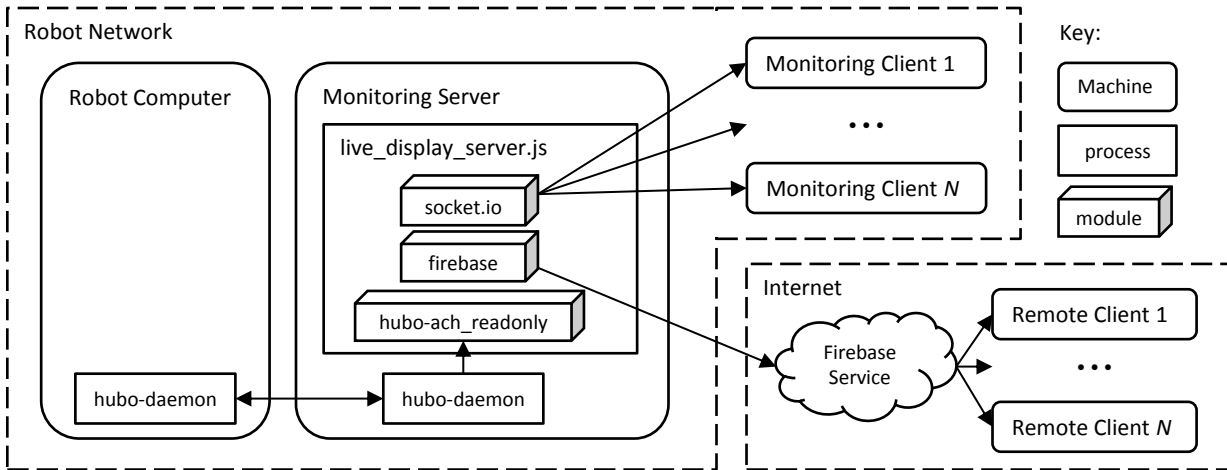 Robot Network
Robot Computer
hubo-daemon
Monitoring Server
live_display_server.js
socket.io
firebase
hubo-ach_readonly
hubo-daemon
Monitoring Client 1
• • •
Monitoring Client N
Key:
Machine
process
module
Internet
Firebase
Service
Remote Client 1
• • •
Remote Client N